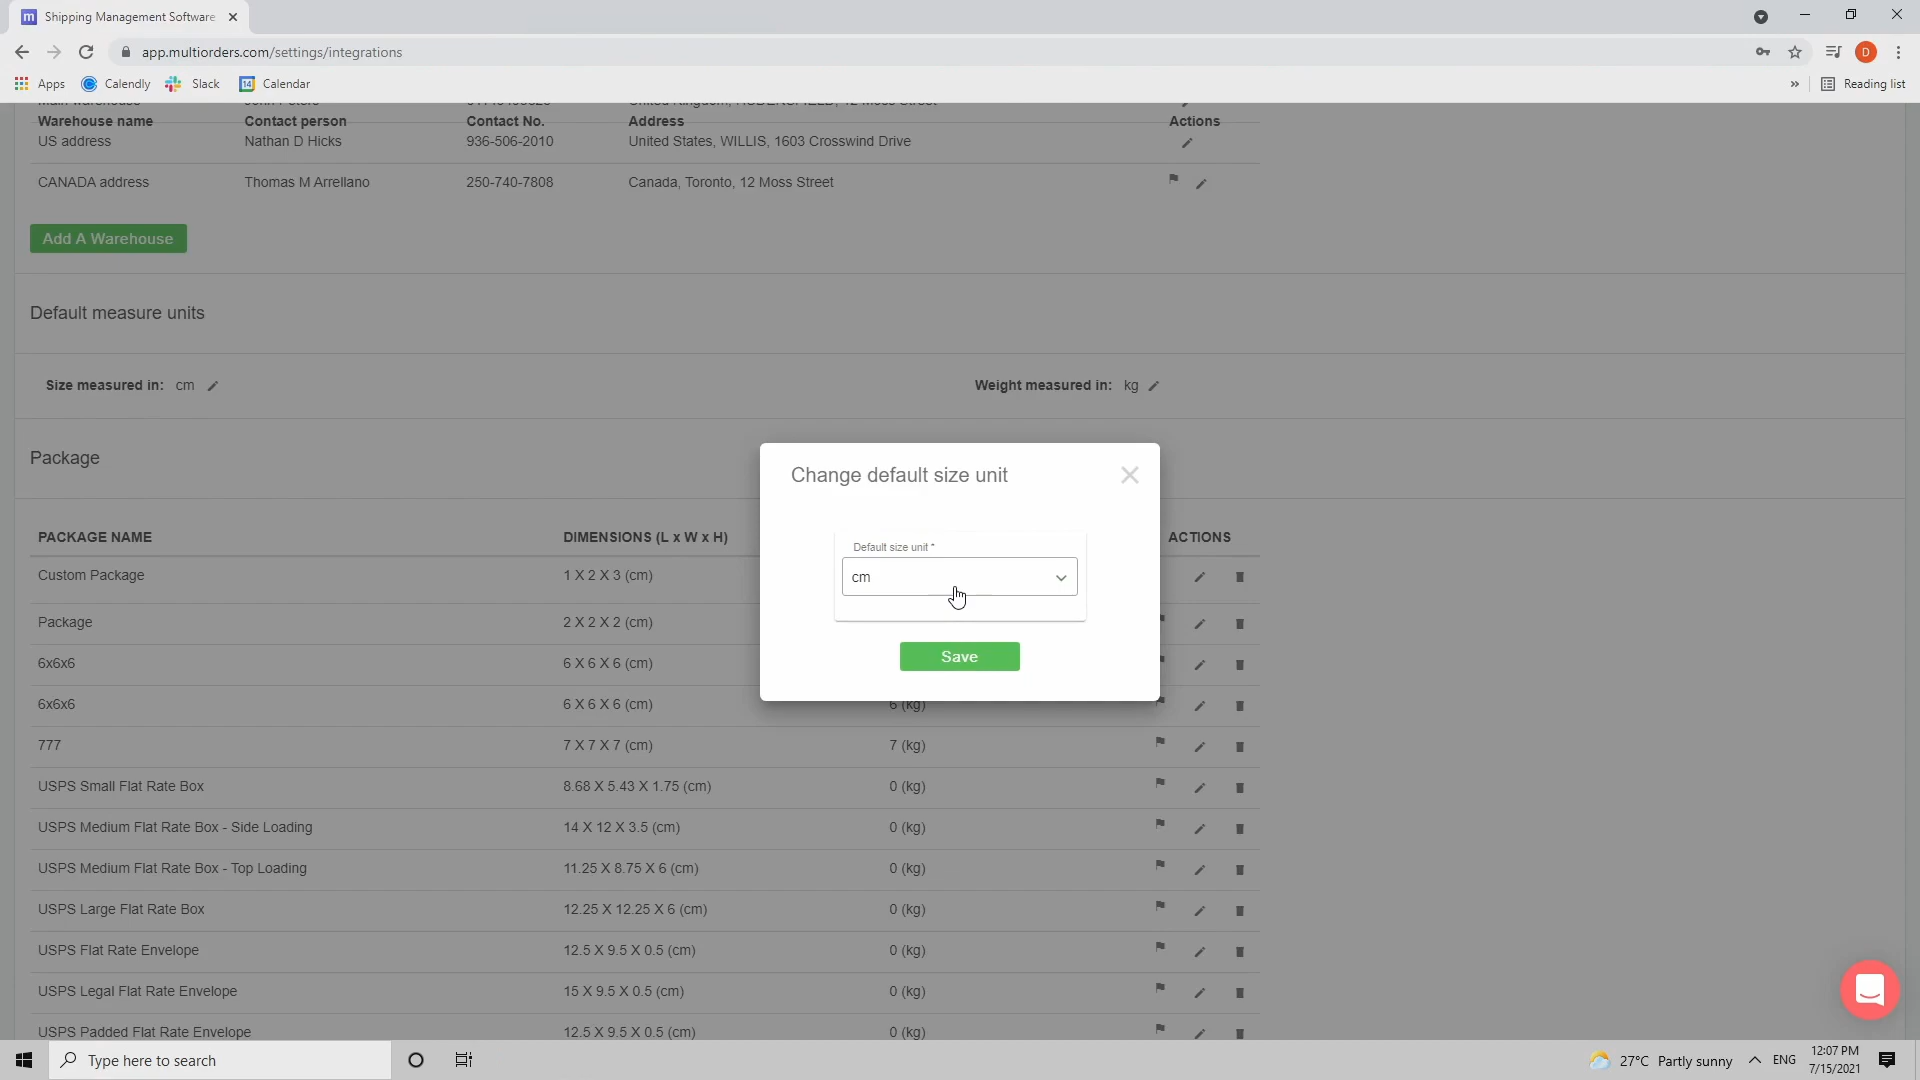 m Shipping Management Software
app.multiorders.com/settings/integrations
D
Apps Calendly Slack 14 Calendar
Reading list
Warehouse name Contact person Contact No. Address Actions
US address Nathan D Hicks 936-506-2010 United States, WILLIS, 1603 Crosswind Drive
CANADA address Thomas M Arrellano 250-740-7808 Canada, Toronto, 12 Moss Street
Add A Warehouse
Default measure units
Size measured in: cm Weight measured in: kg
Package
Change default size unit
Default size unit *
cm
Save
PACKAGE NAME DIMENSIONS (L x W x H) ACTIONS
Custom Package 1 X 2 X 3 (cm)
Package 2 X 2 X 2 (cm)
6x6x6 6 X 6 X 6 (cm)
6x6x6 6 X 6 X 6 (cm) 6 (kg)
777 7 X 7 X 7 (cm) 7 (kg)
USPS Small Flat Rate Box 8.68 X 5.43 X 1.75 (cm) 0 (kg)
USPS Medium Flat Rate Box - Side Loading 14 X 12 X 3.5 (cm) 0 (kg)
USPS Medium Flat Rate Box - Top Loading 11.25 X 8.75 X 6 (cm) 0 (kg)
USPS Large Flat Rate Box 12.25 X 12.25 X 6 (cm) 0 (kg)
USPS Flat Rate Envelope 12.5 X 9.5 X 0.5 (cm) 0 (kg)
USPS Legal Flat Rate Envelope 15 X 9.5 X 0.5 (cm) 0 (kg)
USPS Padded Flat Rate Envelope 12.5 X 9.5 X 0.5 (cm) 0 (kg)
Type here to search
27°C Partly sunny ENG 12:07 PM
7/15/2021